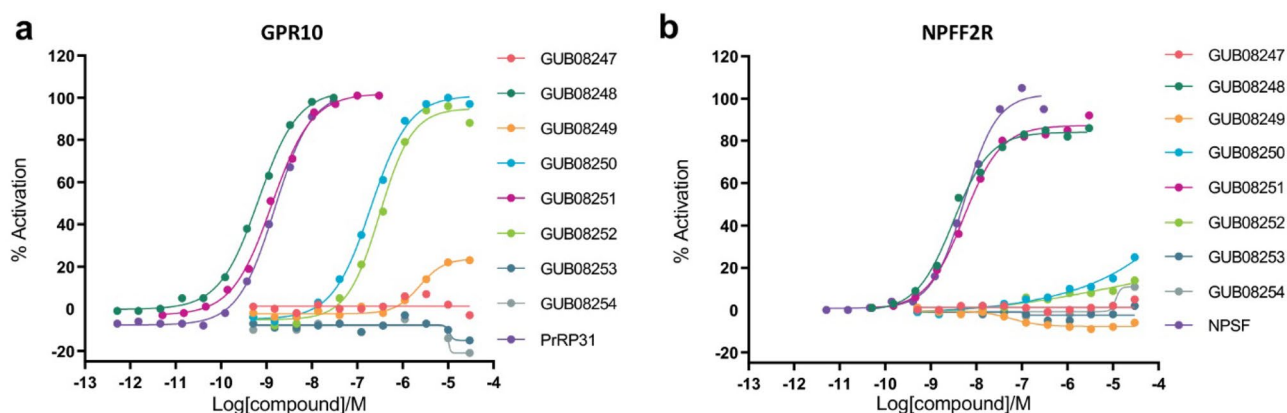 a
GPR10
% Activation
120
100
80
60
40
20
0
-20
-13 -12 -11 -10 -9 -8 -7 -6 -5 -4
Log[compound]/M
GUB08247
GUB08248
GUB08249
GUB08250
GUB08251
GUB08252
GUB08253
GUB08254
PrRP31
b
NPFF2R
% Activation
120
100
80
60
40
20
0
-20
-13 -12 -11 -10 -9 -8 -7 -6 -5 -4
Log[compound]/M
GUB08247
GUB08248
GUB08249
GUB08250
GUB08251
GUB08252
GUB08253
GUB08254
NPSF